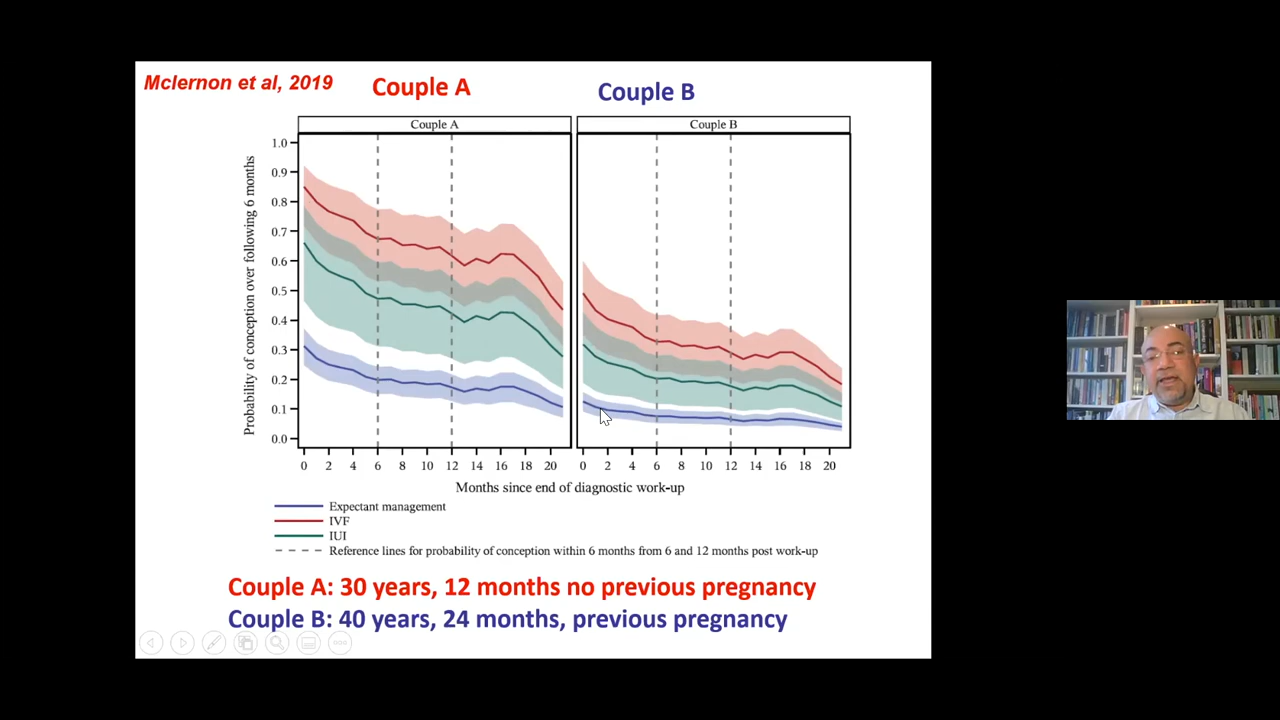 Mclernon et al, 2019
Couple A
Couple B
Couple A
Couple B
Probability of conception over following 6 months
1.0
0.9
0.8
0.7
0.6
0.5
0.4
0.3
0.2
0.1
0.0
0 2 4 6 8 10 12 14 16 18 20
0 2 4 6 8 10 12 14 16 18 20
Months since end of diagnostic work-up
Expectant management
IVF
IUI
Reference lines for probability of conception within 6 months from 6 and 12 months post work-up
Couple A: 30 years, 12 months no previous pregnancy
Couple B: 40 years, 24 months, previous pregnancy